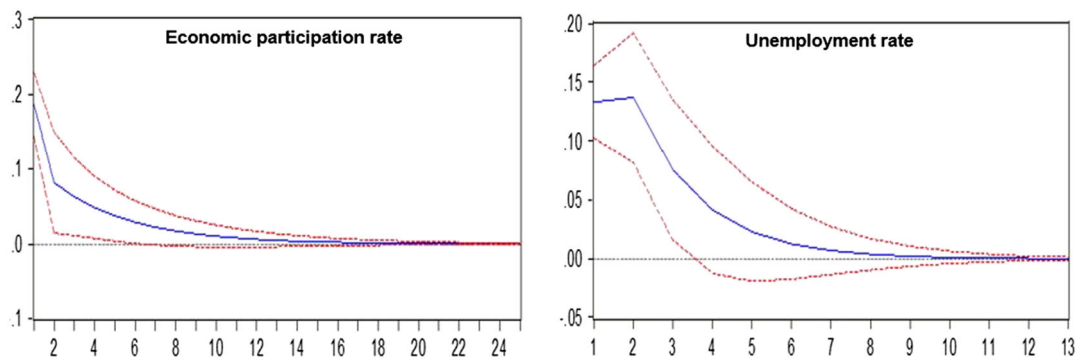 Economic participation rate
.3
.2
.1
.0
-.1
2 4 6 8 10 12 14 16 18 20 22 24
Unemployment rate
.20
.15
.10
.05
.00
-.05
1 2 3 4 5 6 7 8 9 10 11 12 13